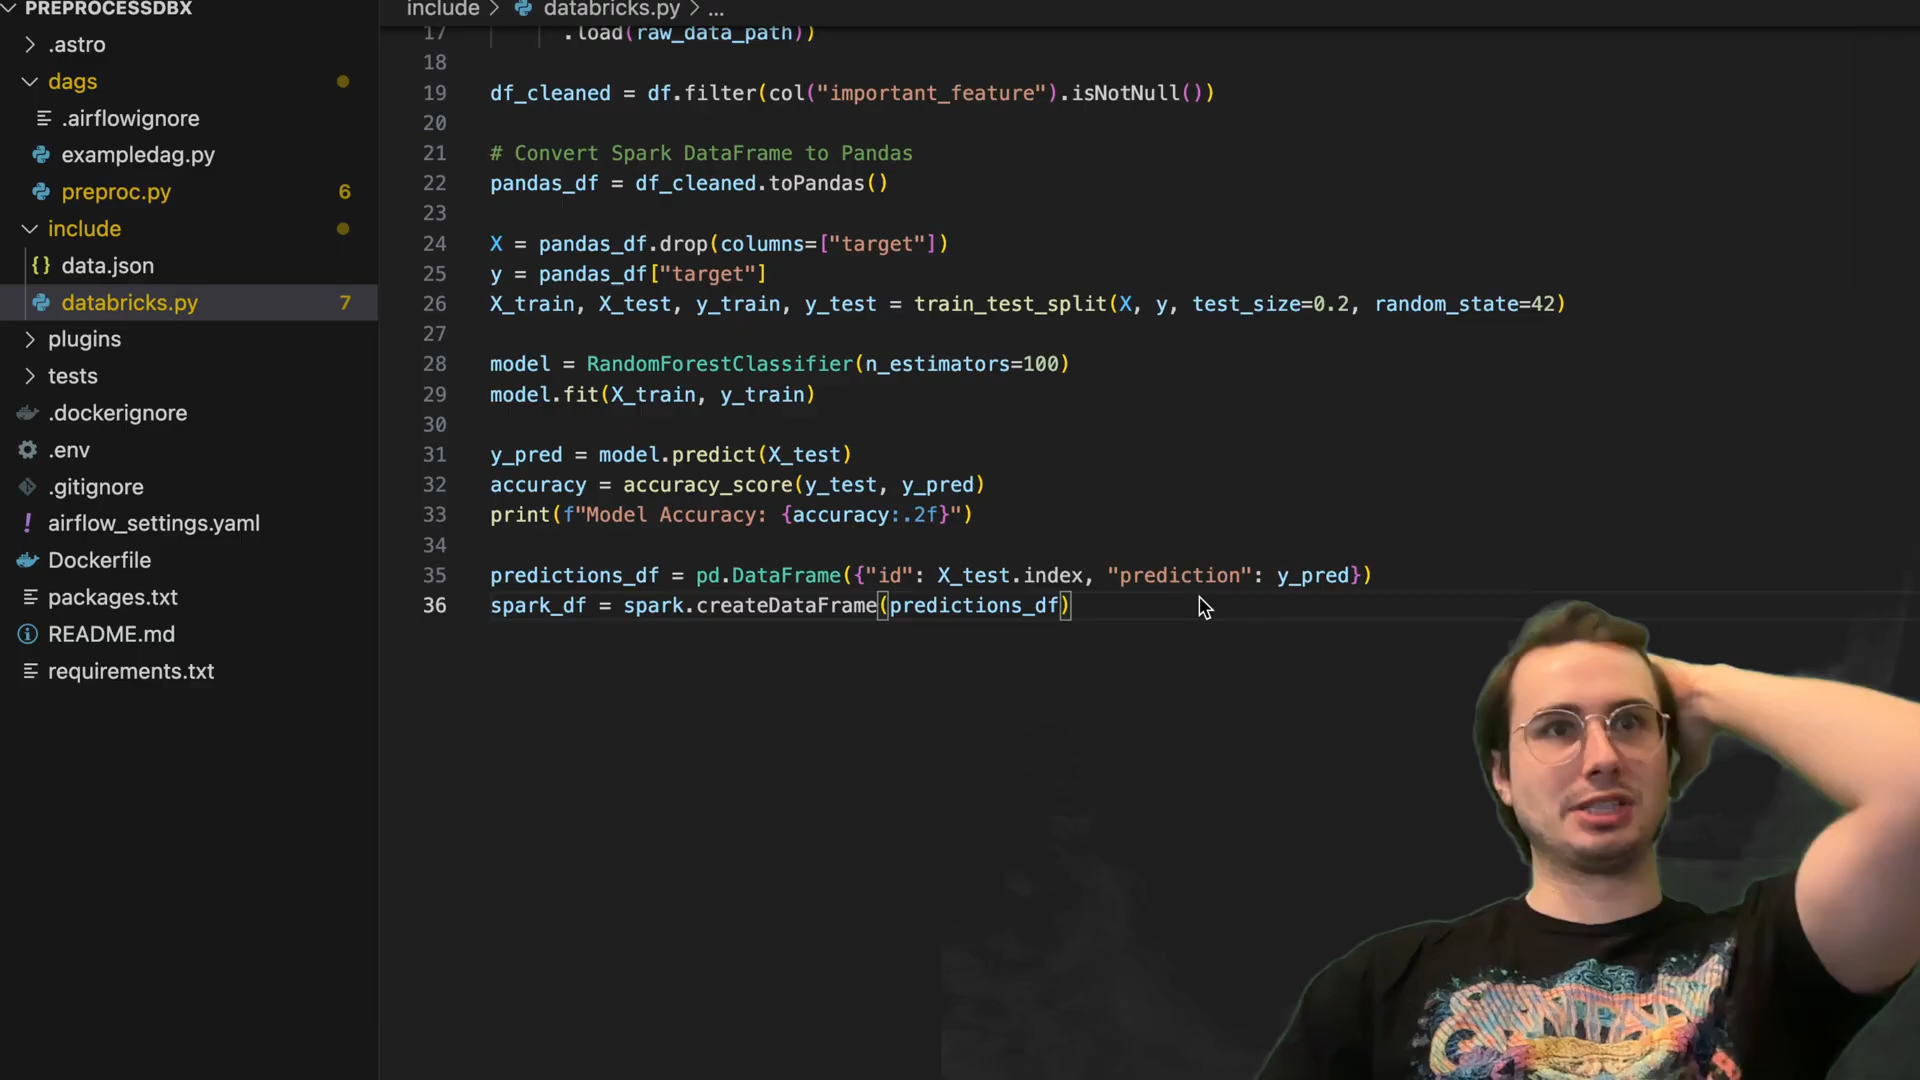 PREPROCESSDBX
.astro
dags
.airflowignore
exampledag.py
preproc.py 6
include
data.json
databricks.py 7
plugins
tests
.dockerignore
.env
.gitignore
airflow_settings.yaml
Dockerfile
packages.txt
README.md
requirements.txt
include > databricks.py > ...
17 .load(raw_data_path))
18
19 df_cleaned = df.filter(col("important_feature").isNotNull())
20
21 # Convert Spark DataFrame to Pandas
22 pandas_df = df_cleaned.toPandas()
23
24 X = pandas_df.drop(columns=["target"])
25 y = pandas_df["target"]
26 X_train, X_test, y_train, y_test = train_test_split(X, y, test_size=0.2, random_state=42)
27
28 model = RandomForestClassifier(n_estimators=100)
29 model.fit(X_train, y_train)
30
31 y_pred = model.predict(X_test)
32 accuracy = accuracy_score(y_test, y_pred)
33 print(f"Model Accuracy: {accuracy:.2f}")
34
35 predictions_df = pd.DataFrame({"id": X_test.index, "prediction": y_pred})
36 spark_df = spark.createDataFrame(predictions_df)